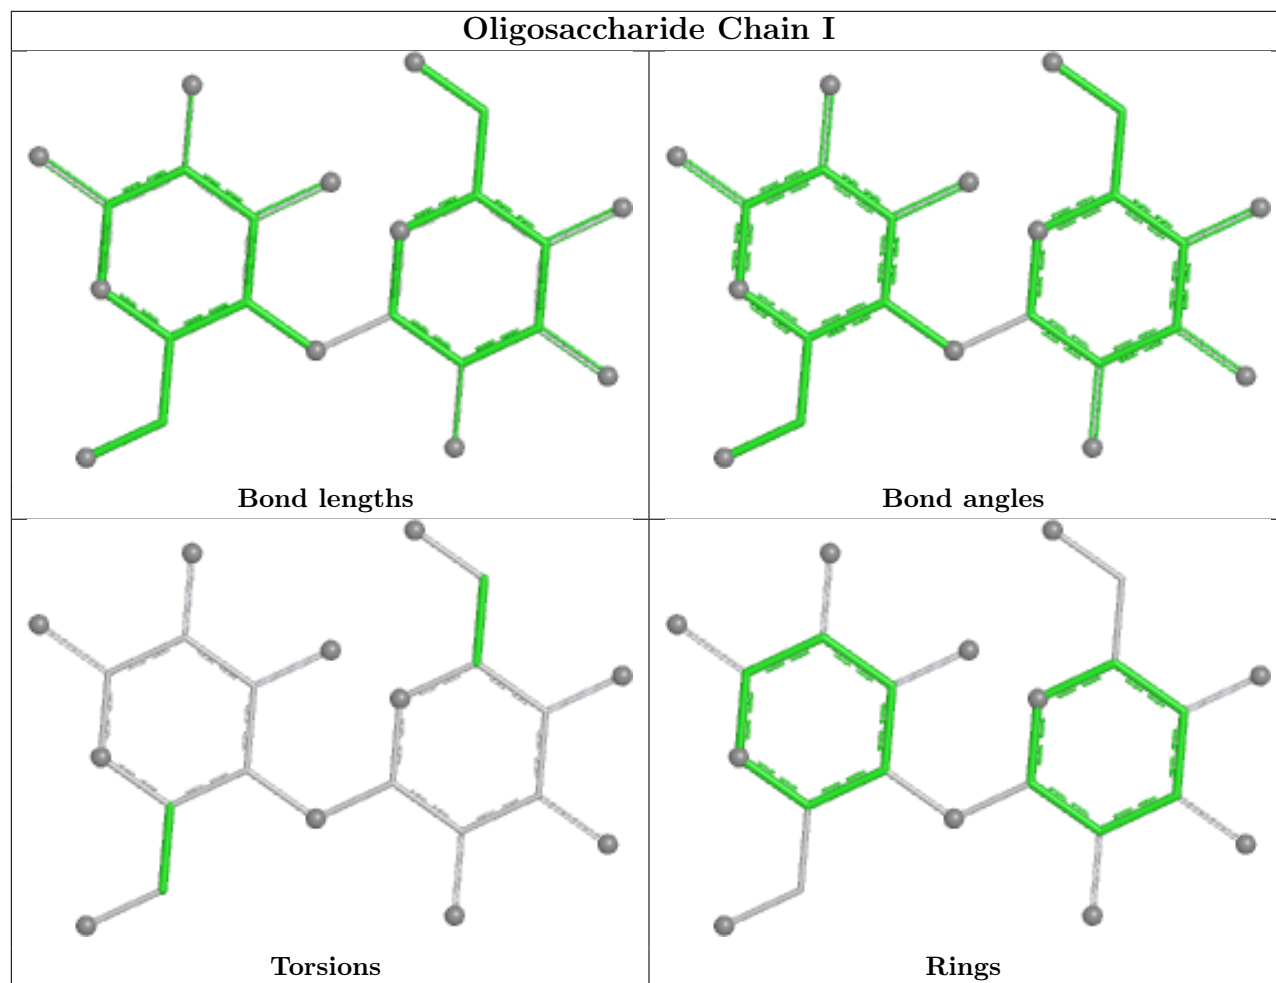 Oligosaccharide Chain I
Bond lengths
Bond angles
Torsions
Rings